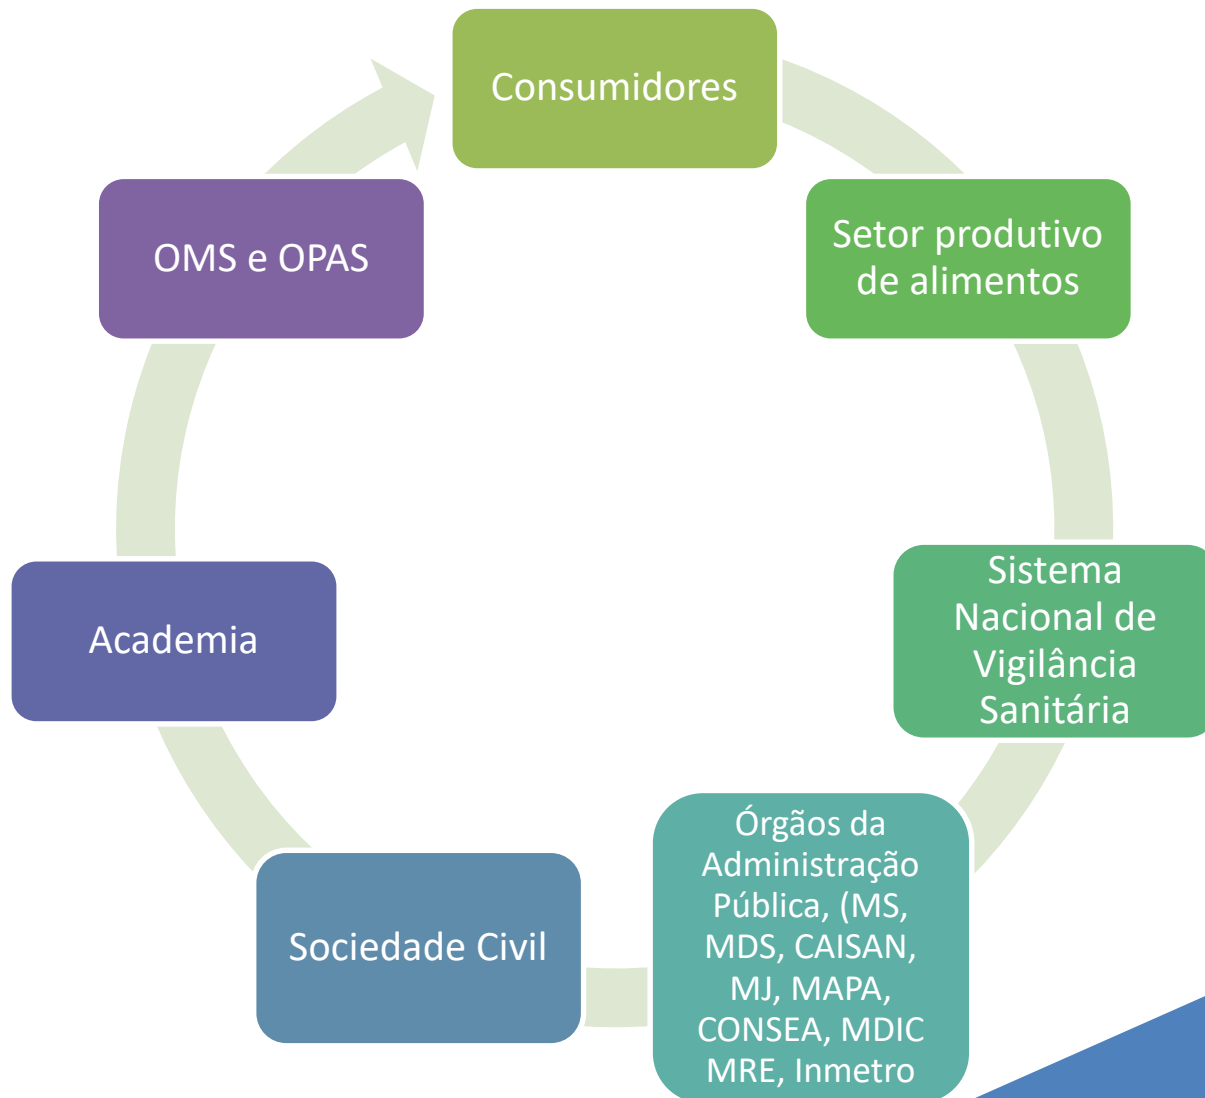 Consumidores
Setor produtivo
de alimentos
Sistema
Nacional de
Vigilância
Sanitária
Órgãos da
Administração
Pública, (MS,
MDS, CAISAN,
MJ, MAPA,
CONSEA, MDIC
MRE, Inmetro
Sociedade Civil
Academia
OMS e OPAS